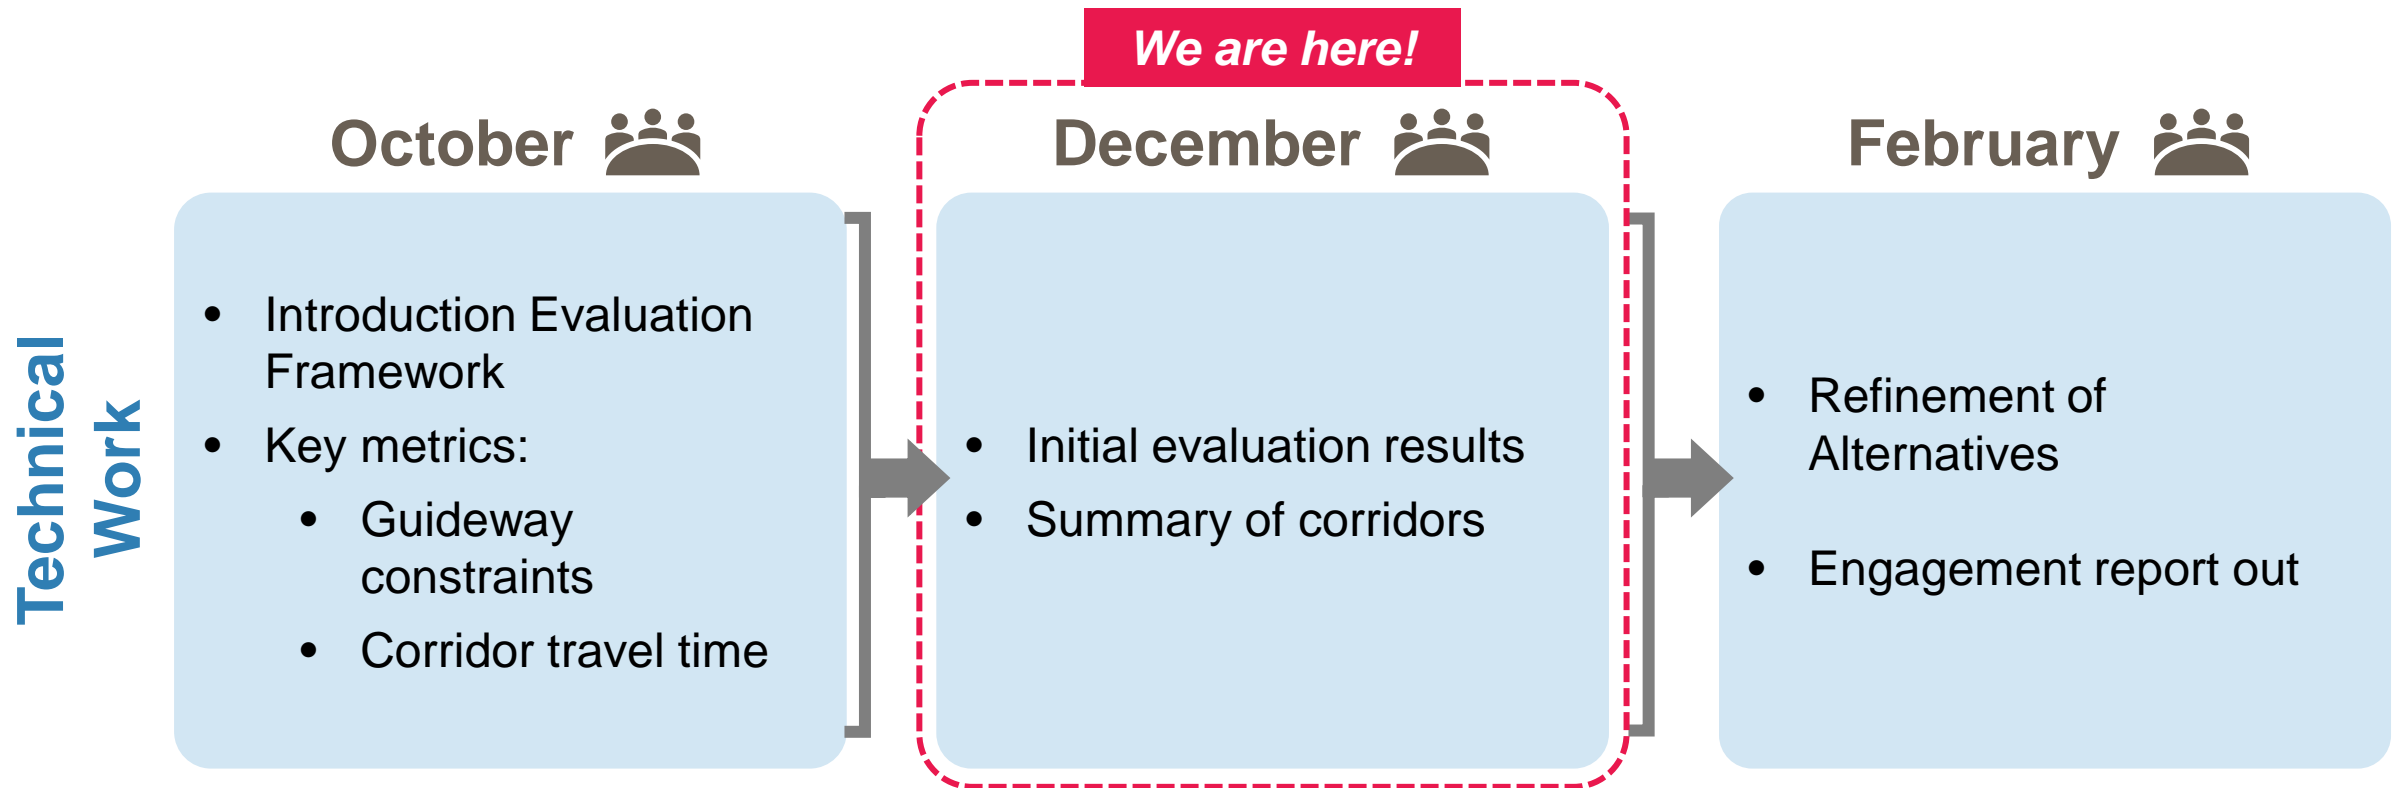 We are here!
October
December
February
Technical
Work
• Introduction Evaluation
Framework
• Key metrics:
• Guideway
constraints
• Corridor travel time
• Initial evaluation results
• Summary of corridors
• Refinement of
Alternatives
• Engagement report out